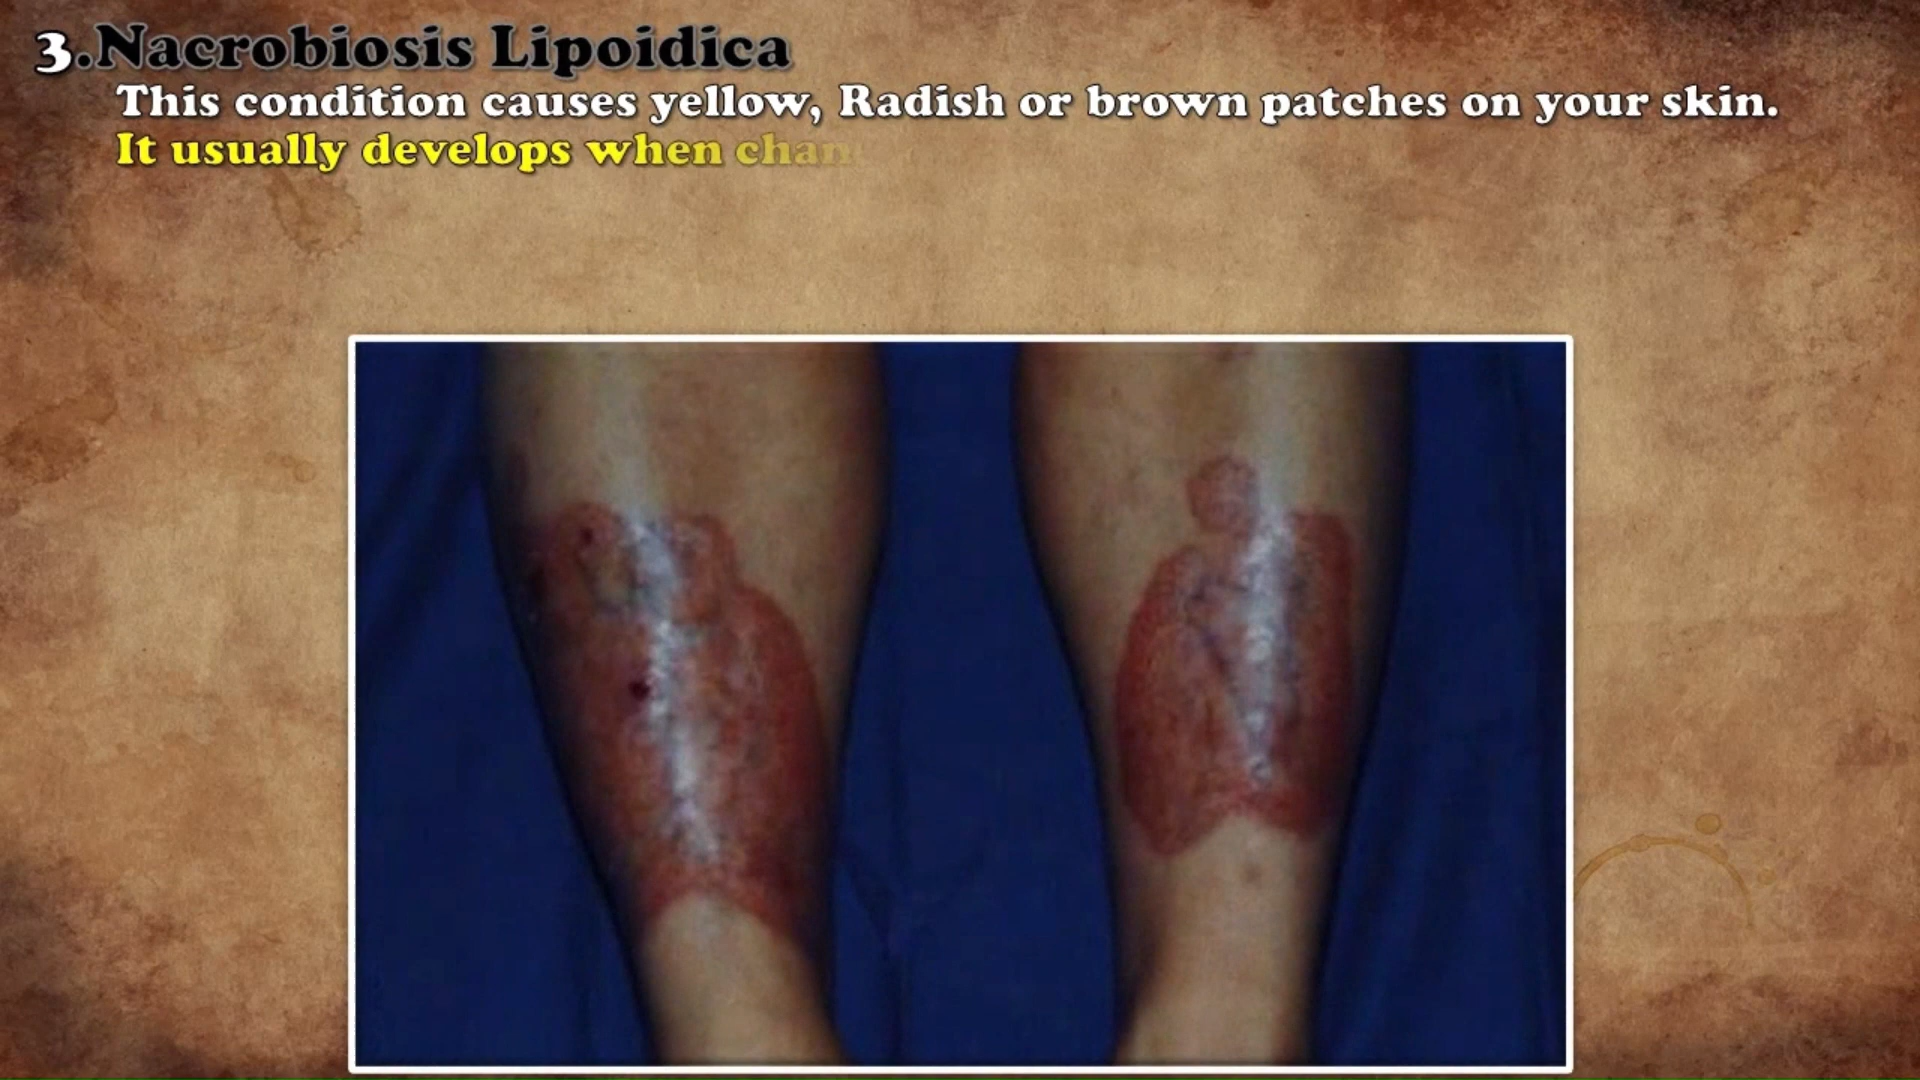 3.Nacrobiosis Lipoidica
This condition causes yellow, Radish or brown patches on your skin.
It usually develops when